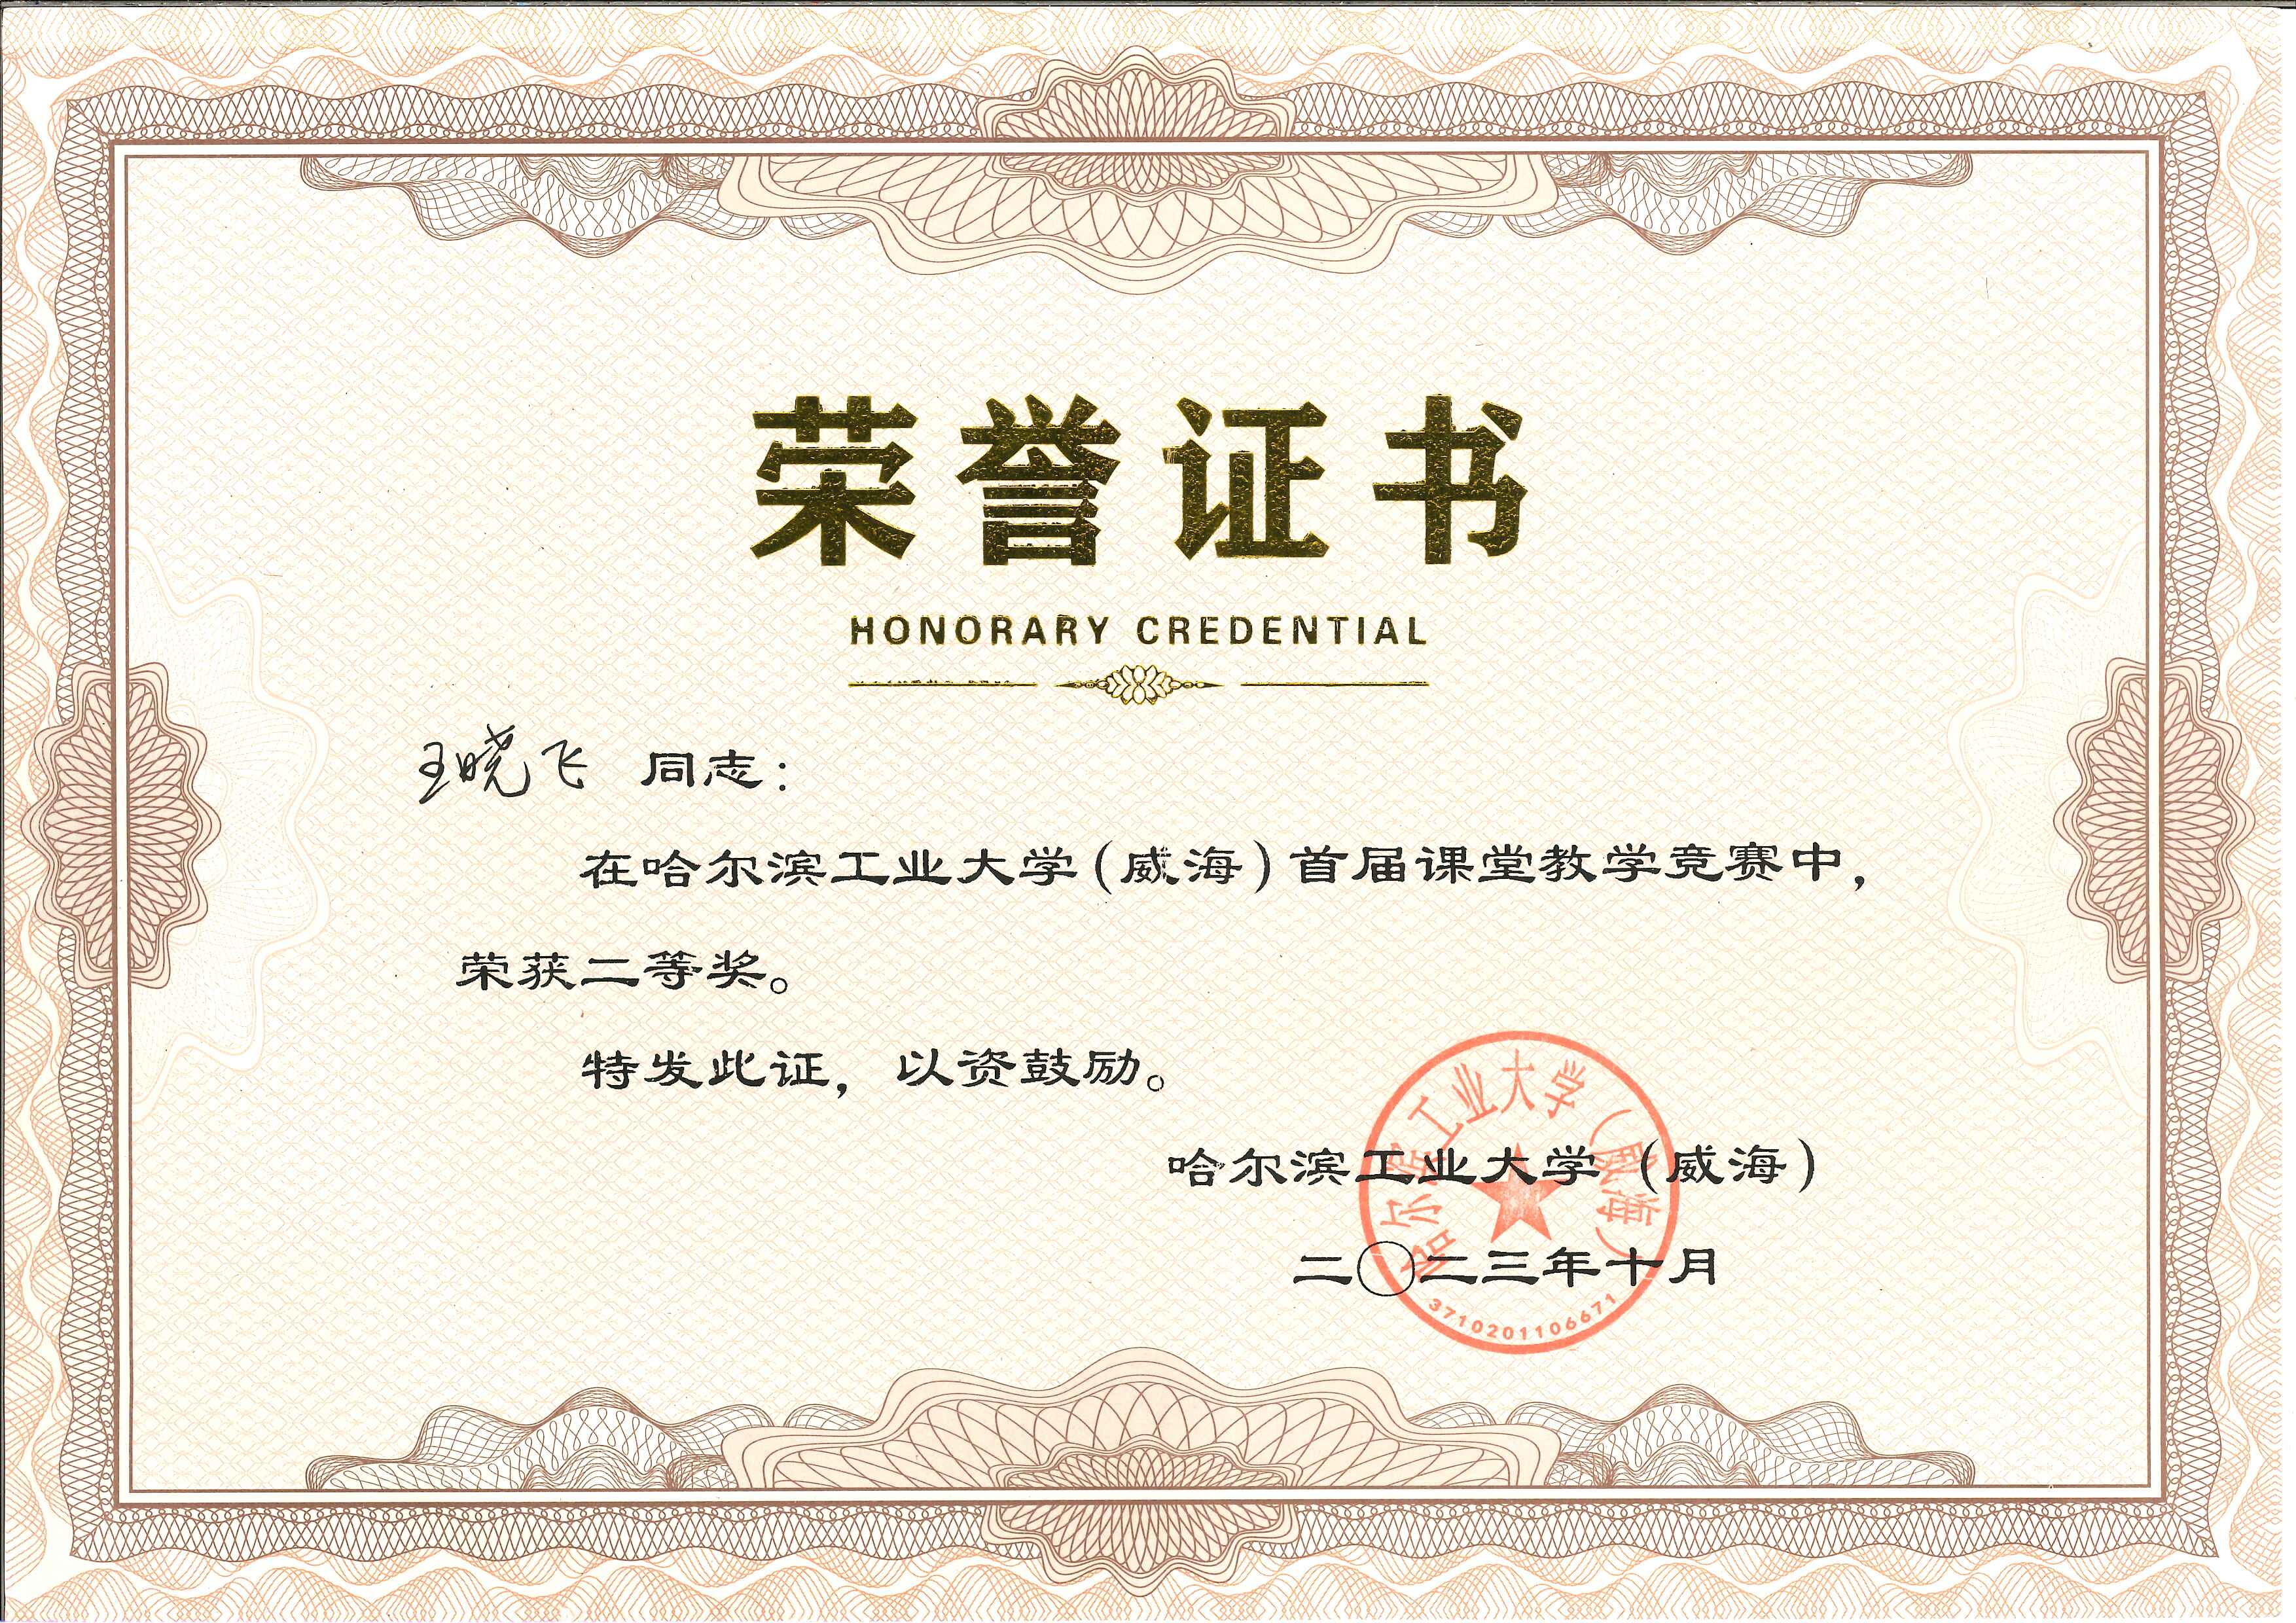 荣誉证书
HONORARY CREDENTIAL
王晓飞 同志：
在哈尔滨工业大学(威海)首届课堂教学竞赛中，
荣获二等奖。
特发此证，以资鼓励。
哈尔滨工业大学（威海）
二〇二三年十月
哈尔滨工业大学（威海）
3710201106671